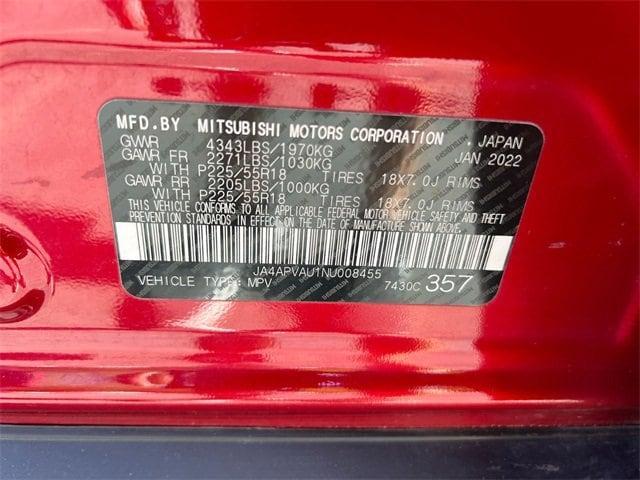 MFD.BY MITSUBISHI MOTORS CORPORATION . JAPAN
GVWR 4343LBS/1970KG JAN 2022
GAWR FR 2271LBS/1030KG
WITH P225/55R18 TIRES 18X7.0J RIMS
GAWR RR 2205LBS/1000KG
WITH P225/55R18 TIRES 18X7.0J RIMS
THIS VEHICLE CONFORMS TO ALL APPLICABLE FEDERAL MOTOR VEHICLE SAFETY AND THEFT
PREVENTION STANDARDS IN EFFECT ON THE DATE OF MANUFACTURE SHOWN ABOVE.
JA4APVAU1NU008455
VEHICLE TYPE: MPV 7430C 357